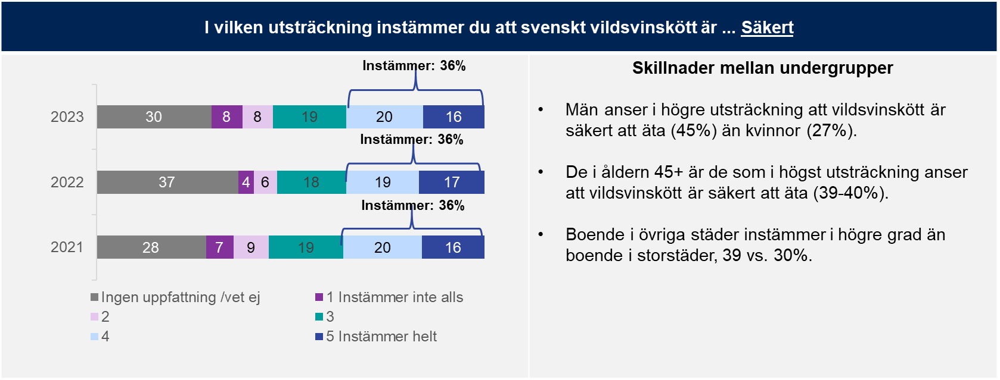 I vilken utsträckning instämmer du att svenskt vildsvinskött är ... Säkert
Instämmer: 36%
2023
30
8
8
19
20
16
Instämmer: 36%
2022
37
4
6
18
19
17
Instämmer: 36%
2021
28
7
9
19
20
16
Ingen uppfattning /vet ej
1 Instämmer inte alls
2
3
4
5 Instämmer helt
Skillnader mellan undergrupper
• Män anser i högre utsträckning att vildsvinskött är
säkert att äta (45%) än kvinnor (27%).
• De i åldern 45+ är de som i högst utsträckning anser
att vildsvinskött är säkert att äta (39-40%).
• Boende i övriga städer instämmer i högre grad än
boende i storstäder, 39 vs. 30%.